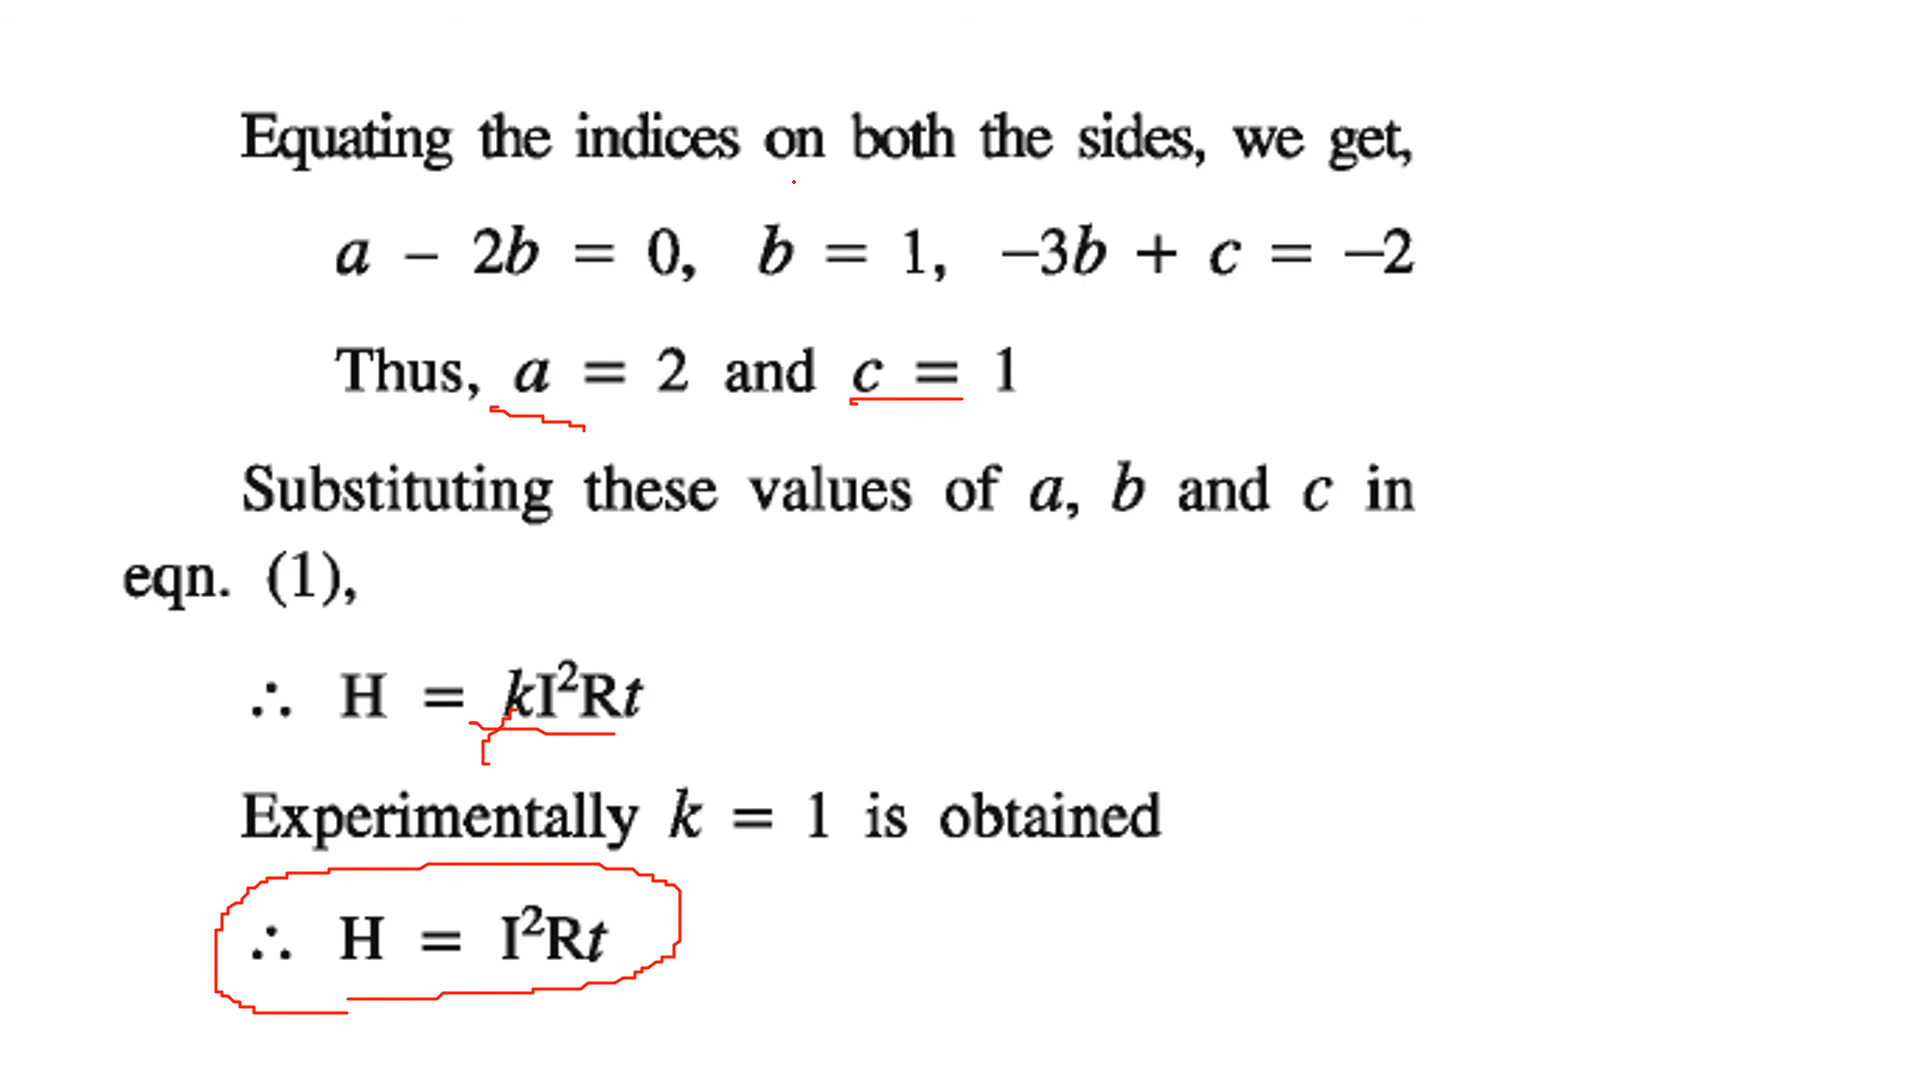 Equating the indices on both the sides, we get,
a – 2b = 0, b = 1, –3b + c = –2
Thus, a = 2 and c = 1
Substituting these values of a, b and c in
eqn. (1),
∴ H = kI²Rt
Experimentally k = 1 is obtained
∴ H = I²Rt